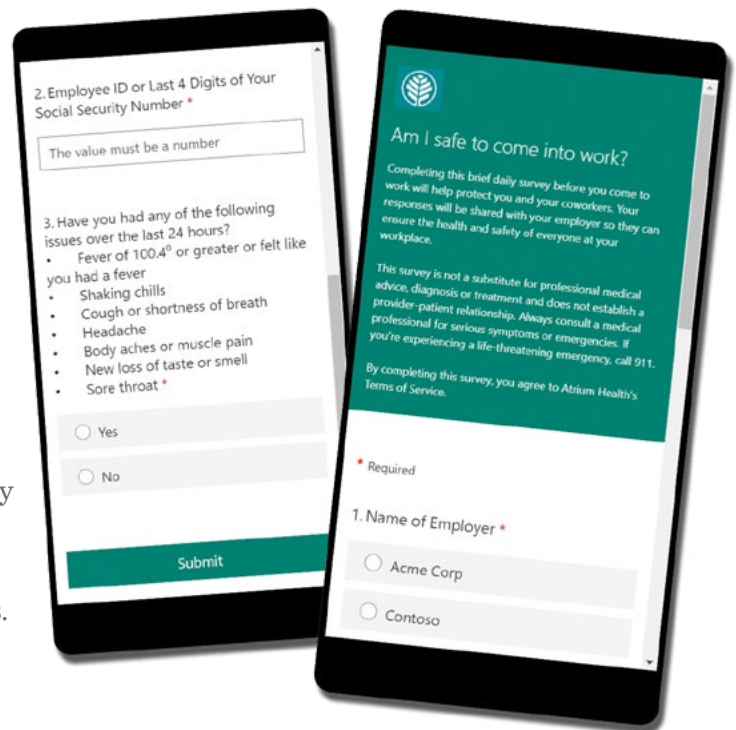 2. Employee ID or Last 4 Digits of Your
Social Security Number *
The value must be a number
3. Have you had any of the following
issues over the last 24 hours?
• Fever of 100.4⁰ or greater or felt like
you had a fever
• Shaking chills
• Cough or shortness of breath
• Headache
• Body aches or muscle pain
• New loss of taste or smell
• Sore throat *
Yes
No
Submit
y
s.
Am I safe to come into work?
Completing this brief daily survey before you come to
work will help protect you and your coworkers. Your
responses will be shared with your employer so they can
ensure the health and safety of everyone at your
workplace.
This survey is not a substitute for professional medical
advice, diagnosis or treatment and does not establish a
provider-patient relationship. Always consult a medical
professional for serious symptoms or emergencies. If
you're experiencing a life-threatening emergency, call 911.
By completing this survey, you agree to Atrium Health's
Terms of Service.
* Required
1. Name of Employer *
Acme Corp
Contoso